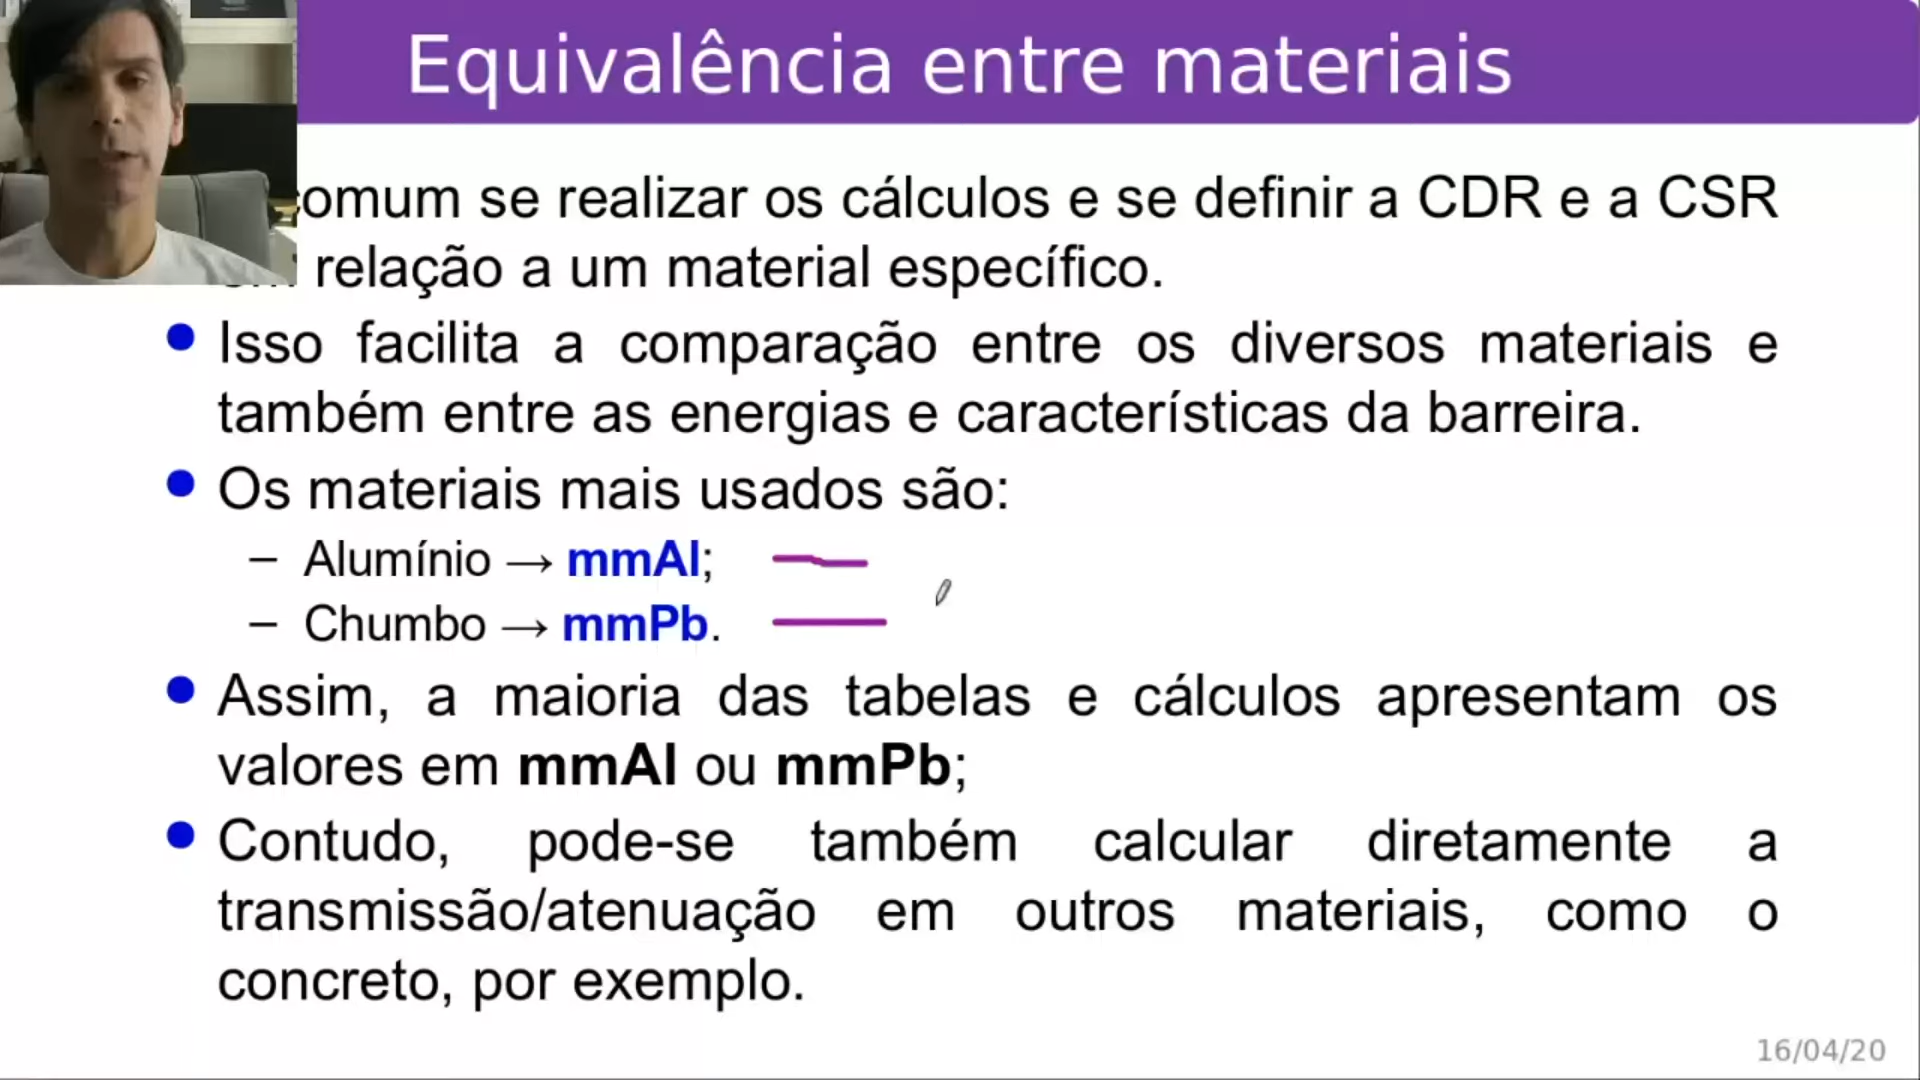 Equivalência entre materiais
comum se realizar os cálculos e se definir a CDR e a CSR
relação a um material específico.
Isso facilita a comparação entre os diversos materiais e
também entre as energias e características da barreira.
Os materiais mais usados são:
– Alumínio → mmAl;
– Chumbo → mmPb.
Assim, a maioria das tabelas e cálculos apresentam os
valores em mmAl ou mmPb;
Contudo, pode-se também calcular diretamente a
transmissão/atenuação em outros materiais, como o
concreto, por exemplo.
16/04/20